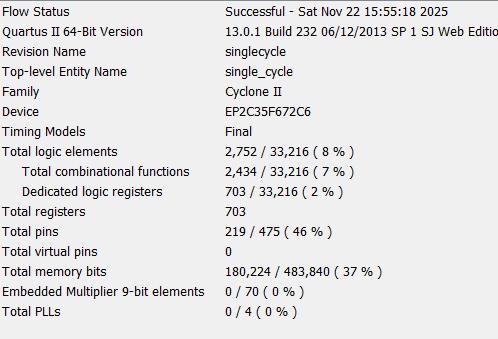 Flow Status Successful - Sat Nov 22 15:55:18 2025
Quartus II 64-Bit Version 13.0.1 Build 232 06/12/2013 SP 1 SJ Web Editio
Revision Name singlecycle
Top-level Entity Name single_cycle
Family Cyclone II
Device EP2C35F672C6
Timing Models Final
Total logic elements 2,752 / 33,216 ( 8 % )
Total combinational functions 2,434 / 33,216 ( 7 % )
Dedicated logic registers 703 / 33,216 ( 2 % )
Total registers 703
Total pins 219 / 475 ( 46 % )
Total virtual pins 0
Total memory bits 180,224 / 483,840 ( 37 % )
Embedded Multiplier 9-bit elements 0 / 70 ( 0 % )
Total PLLs 0 / 4 ( 0 % )